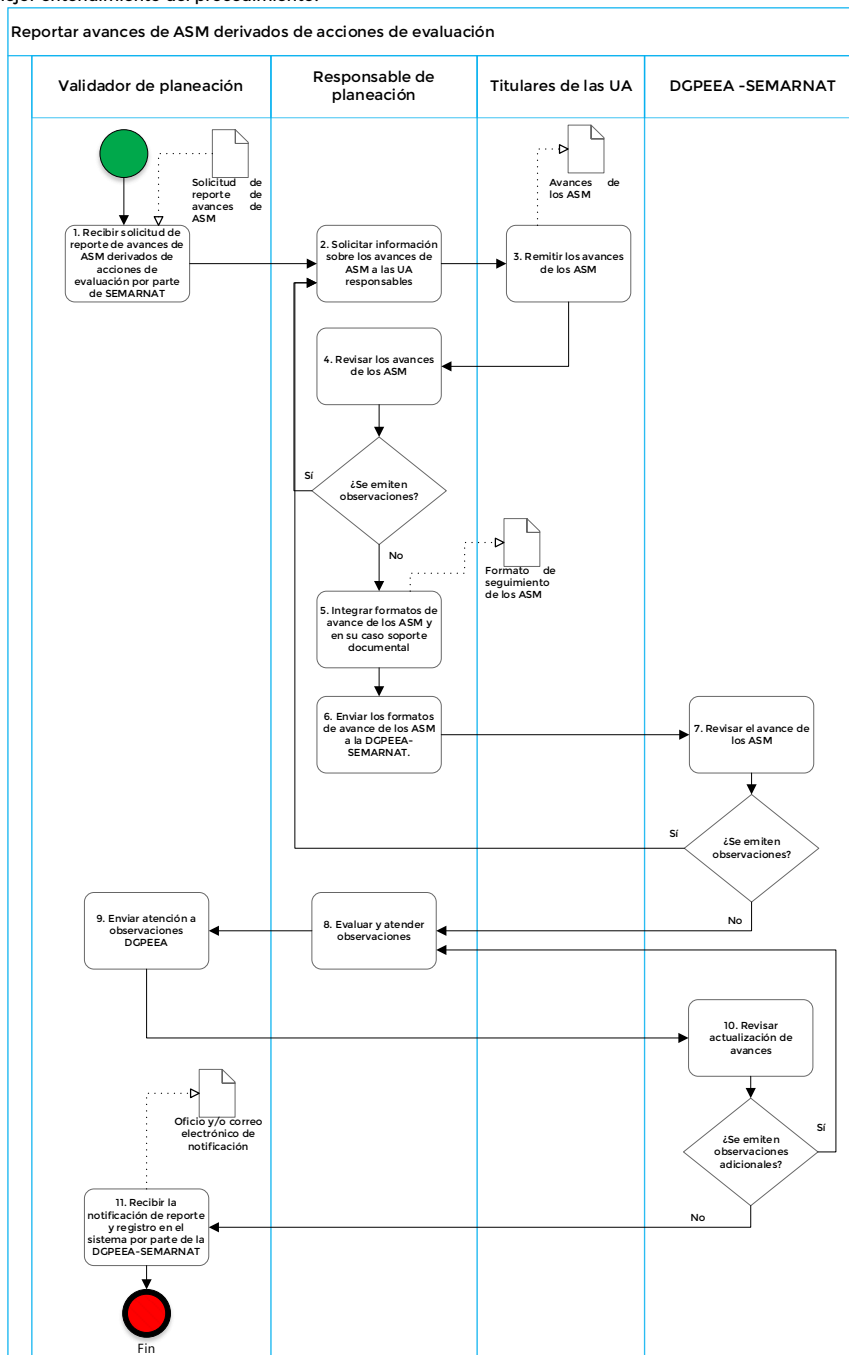 Reportar avances de ASM derivados de acciones de evaluación
Validador de planeación
Responsable de
planeación
Titulares de las UA
DGPEEA -SEMARNAT
Solicitud de
reporte de
avances de
ASM
Avances de
los ASM
1. Recibir solicitud de
reporte de avances de
ASM derivados de
acciones de
evaluación por parte
de SEMARNAT
2. Solicitar información
sobre los avances de
ASM a las UA
responsables
3. Remitir los avances
de los ASM
4. Revisar los avances
de los ASM
Sí
¿Se emiten
observaciones?
No
Formato de
seguimiento
de los ASM
5. Integrar formatos de
avance de los ASM y
en su caso soporte
documental
6. Enviar los formatos
de avance de los ASM
a la DGPEEA-
SEMARNAT.
7. Revisar el avance de
los ASM
Sí
¿Se emiten
observaciones?
No
9. Enviar atención a
observaciones
DGPEEA
8. Evaluar y atender
observaciones
10. Revisar
actualización de
avances
Oficio y/o correo
electrónico de
notificación
¿Se emiten
observaciones
adicionales?
Sí
No
11. Recibir la
notificación de reporte
y registro en el
sistema por parte de la
DGPEEA-SEMARNAT
Fin